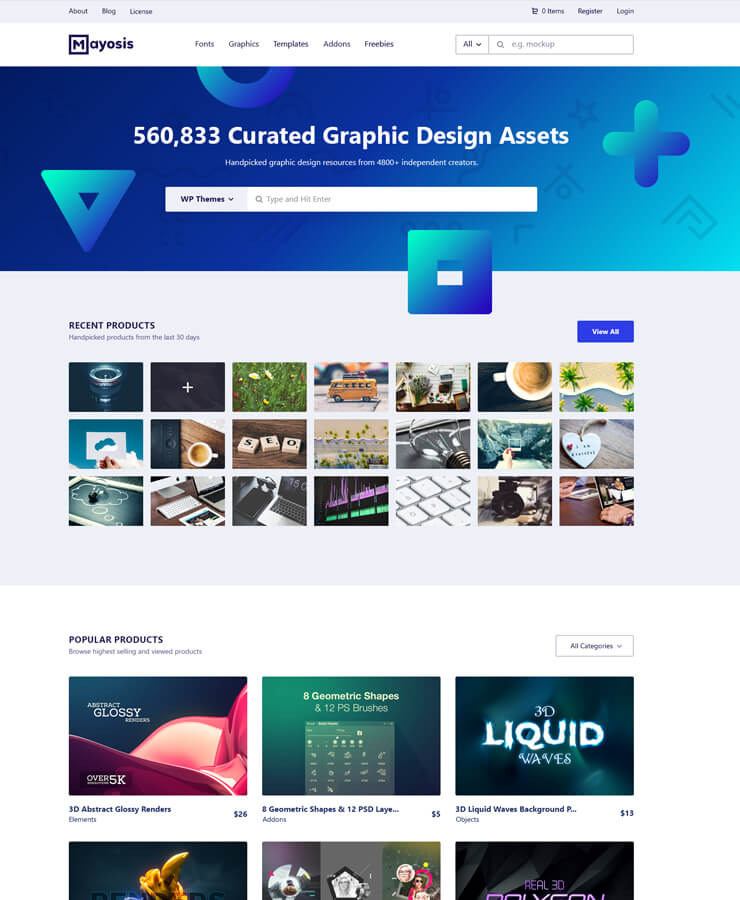 About Blog License 0 Items Register Login
Mayosis Fonts Graphics Templates Addons Freebies All e.g. mockup
560,833 Curated Graphic Design Assets
Handpicked graphic design resources from 4800+ independent creators.
WP Themes Type and Hit Enter
RECENT PRODUCTS
Handpicked products from the last 30 days
View All
SEO
POPULAR PRODUCTS
Browse highest selling and viewed products
All Categories
ABSTRACT
GLOSSY
RENDERS
OVER 5K
8 Geometric Shapes
& 12 PS Brushes
3D
LIQUID
WAVES
3D Abstract Glossy Renders
Elements
$26
8 Geometric Shapes & 12 PSD Laye...
Addons
$5
3D Liquid Waves Background P...
Objects
$13
RENDERS
REAL 3D
POLYGON